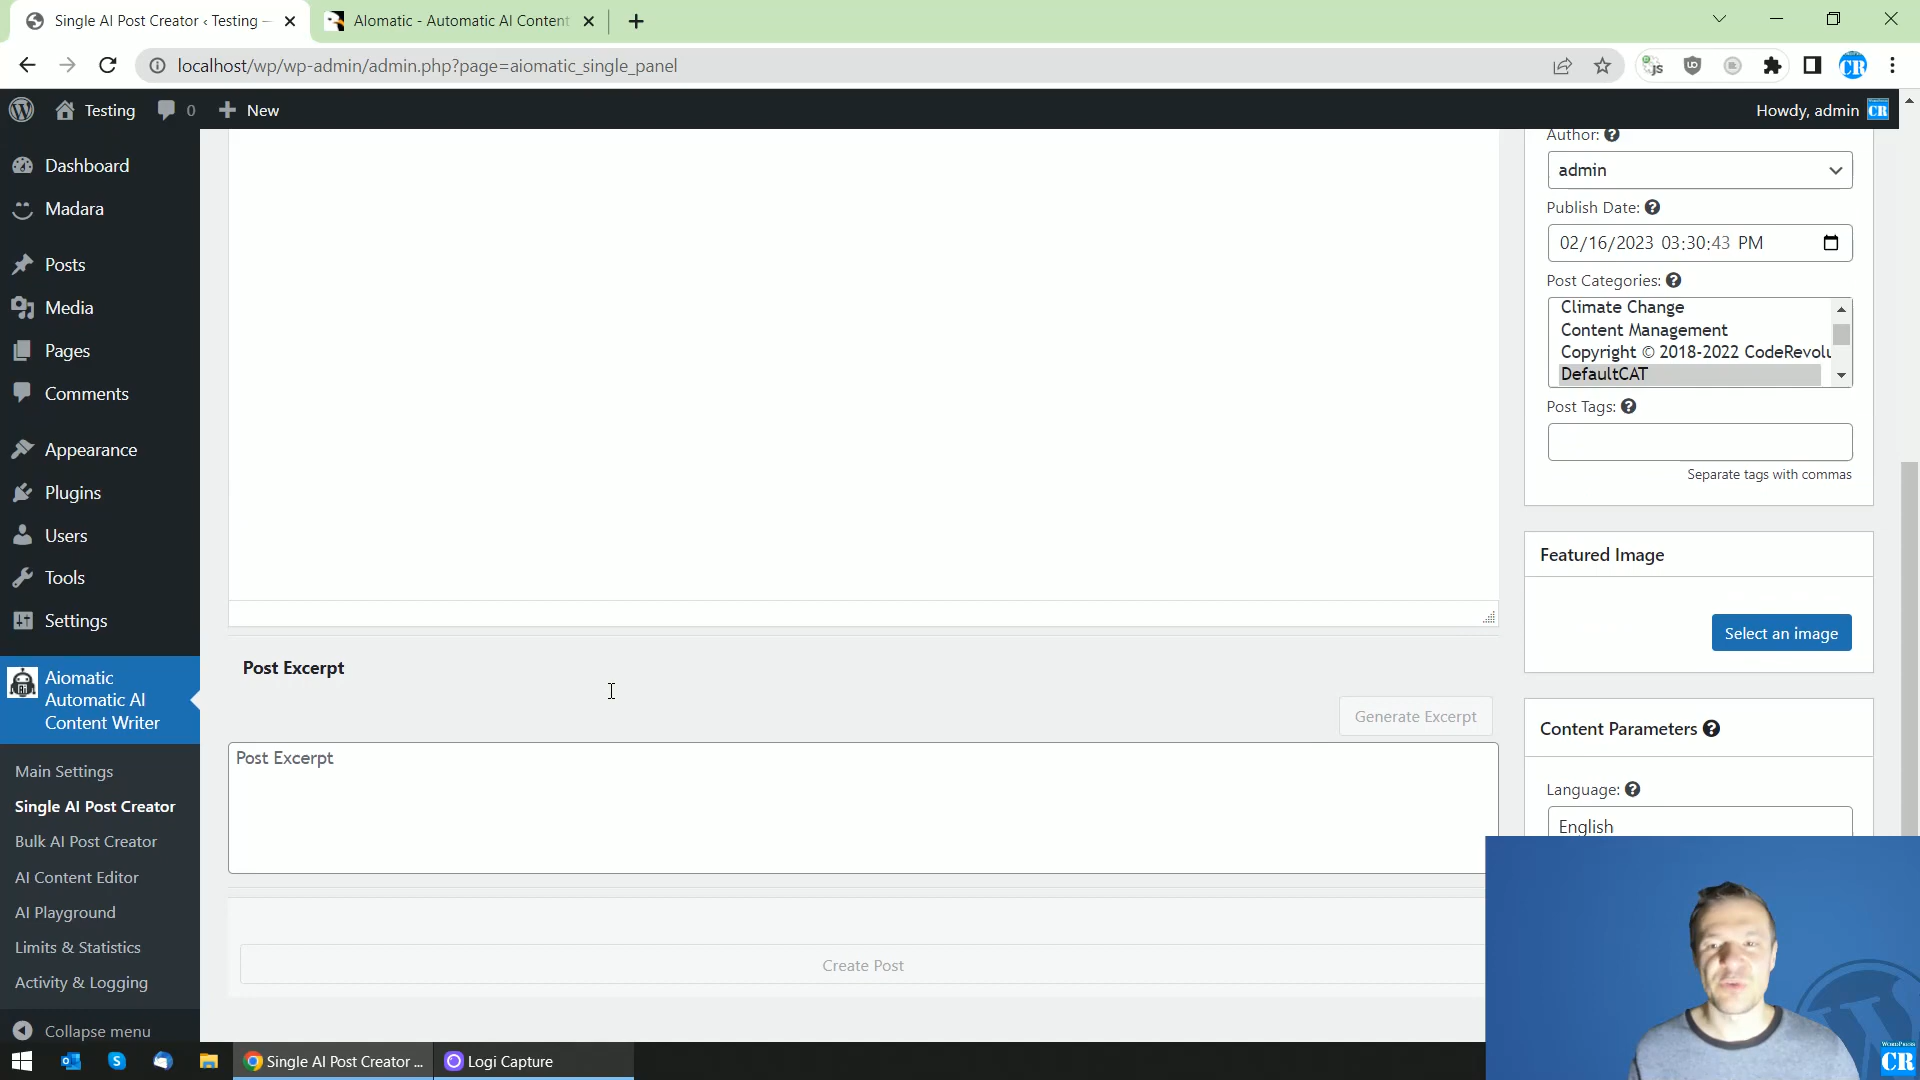 Single AI Post Creator ‹ Testing —
AIomatic - Automatic AI Content
localhost/wp/wp-admin/admin.php?page=aiomatic_single_panel
Testing
0
New
Howdy, admin
Dashboard
Madara
Posts
Media
Pages
Comments
Appearance
Plugins
Users
Tools
Settings
Aiomatic
Automatic AI
Content Writer
Main Settings
Single AI Post Creator
Bulk AI Post Creator
AI Content Editor
AI Playground
Limits & Statistics
Activity & Logging
Collapse menu
Post Excerpt
Generate Excerpt
Post Excerpt
Create Post
Author:
admin
Publish Date:
02/16/2023 03:30:43 PM
Post Categories:
Climate Change
Content Management
Copyright © 2018-2022 CodeRevolu
DefaultCAT
Post Tags:
Separate tags with commas
Featured Image
Select an image
Content Parameters
Language:
English
Single AI Post Creator ...
Logi Capture
WORDPRESS
CR